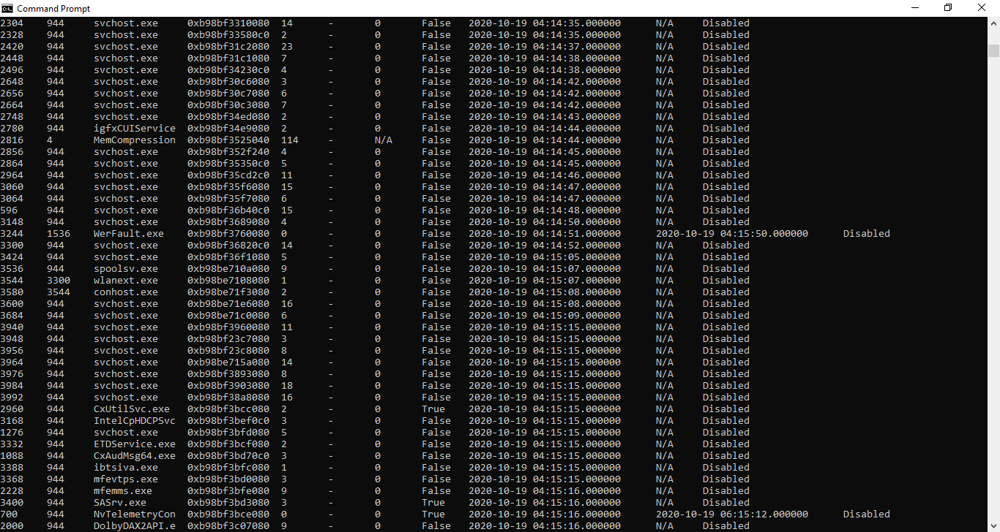 Command Prompt
2304 944 svchost.exe 0xb98bf3310080 14 - 0 False 2020-10-19 04:14:35.000000 N/A Disabled
2328 944 svchost.exe 0xb98bf33580c0 2 - 0 False 2020-10-19 04:14:35.000000 N/A Disabled
2420 944 svchost.exe 0xb98bf31c2080 23 - 0 False 2020-10-19 04:14:37.000000 N/A Disabled
2448 944 svchost.exe 0xb98bf31c1080 7 - 0 False 2020-10-19 04:14:38.000000 N/A Disabled
2496 944 svchost.exe 0xb98bf34230c0 4 - 0 False 2020-10-19 04:14:38.000000 N/A Disabled
2648 944 svchost.exe 0xb98bf30c6080 3 - 0 False 2020-10-19 04:14:42.000000 N/A Disabled
2656 944 svchost.exe 0xb98bf30c7080 6 - 0 False 2020-10-19 04:14:42.000000 N/A Disabled
2664 944 svchost.exe 0xb98bf30c3080 7 - 0 False 2020-10-19 04:14:42.000000 N/A Disabled
2748 944 svchost.exe 0xb98bf34ed080 2 - 0 False 2020-10-19 04:14:43.000000 N/A Disabled
2780 944 igfxCUIService 0xb98bf34e9080 2 - 0 False 2020-10-19 04:14:44.000000 N/A Disabled
2816 4 MemCompression 0xb98bf3525040 114 - N/A False 2020-10-19 04:14:44.000000 N/A Disabled
2856 944 svchost.exe 0xb98bf352f240 4 - 0 False 2020-10-19 04:14:45.000000 N/A Disabled
2864 944 svchost.exe 0xb98bf35350c0 5 - 0 False 2020-10-19 04:14:45.000000 N/A Disabled
2964 944 svchost.exe 0xb98bf35cd2c0 11 - 0 False 2020-10-19 04:14:46.000000 N/A Disabled
3060 944 svchost.exe 0xb98bf35f6080 15 - 0 False 2020-10-19 04:14:47.000000 N/A Disabled
3064 944 svchost.exe 0xb98bf35f7080 6 - 0 False 2020-10-19 04:14:47.000000 N/A Disabled
596 944 svchost.exe 0xb98bf36b40c0 15 - 0 False 2020-10-19 04:14:48.000000 N/A Disabled
3148 944 svchost.exe 0xb98bf3689080 4 - 0 False 2020-10-19 04:14:50.000000 N/A Disabled
3244 1536 WerFault.exe 0xb98bf3760080 0 - 0 False 2020-10-19 04:14:51.000000 2020-10-19 04:15:50.000000 Disabled
3300 944 svchost.exe 0xb98bf36820c0 14 - 0 False 2020-10-19 04:14:52.000000 N/A Disabled
3424 944 svchost.exe 0xb98bf36f1080 5 - 0 False 2020-10-19 04:15:05.000000 N/A Disabled
3536 944 spoolsv.exe 0xb98be710a080 9 - 0 False 2020-10-19 04:15:07.000000 N/A Disabled
3544 3300 wlanext.exe 0xb98be7108080 1 - 0 False 2020-10-19 04:15:07.000000 N/A Disabled
3580 3544 conhost.exe 0xb98be71f3080 2 - 0 False 2020-10-19 04:15:08.000000 N/A Disabled
3600 944 svchost.exe 0xb98be71e6080 16 - 0 False 2020-10-19 04:15:08.000000 N/A Disabled
3684 944 svchost.exe 0xb98be71c0080 6 - 0 False 2020-10-19 04:15:09.000000 N/A Disabled
3940 944 svchost.exe 0xb98bf3960080 11 - 0 False 2020-10-19 04:15:15.000000 N/A Disabled
3948 944 svchost.exe 0xb98bf23c7080 3 - 0 False 2020-10-19 04:15:15.000000 N/A Disabled
3956 944 svchost.exe 0xb98bf23c8080 8 - 0 False 2020-10-19 04:15:15.000000 N/A Disabled
3964 944 svchost.exe 0xb98be715a080 14 - 0 False 2020-10-19 04:15:15.000000 N/A Disabled
3976 944 svchost.exe 0xb98bf3893080 8 - 0 False 2020-10-19 04:15:15.000000 N/A Disabled
3984 944 svchost.exe 0xb98bf3903080 18 - 0 False 2020-10-19 04:15:15.000000 N/A Disabled
3992 944 svchost.exe 0xb98bf38a8080 16 - 0 False 2020-10-19 04:15:15.000000 N/A Disabled
2960 944 CxUtilSvc.exe 0xb98bf3bcc080 2 - 0 True 2020-10-19 04:15:15.000000 N/A Disabled
3168 944 IntelCpHDCPSvc 0xb98bf3bef0c0 3 - 0 False 2020-10-19 04:15:15.000000 N/A Disabled
1276 944 svchost.exe 0xb98bf3bfd080 5 - 0 False 2020-10-19 04:15:15.000000 N/A Disabled
3332 944 ETDService.exe 0xb98bf3bcf080 2 - 0 False 2020-10-19 04:15:15.000000 N/A Disabled
1088 944 CxAudMsg64.exe 0xb98bf3bd70c0 3 - 0 False 2020-10-19 04:15:15.000000 N/A Disabled
3388 944 ibtsiva.exe 0xb98bf3bfc080 1 - 0 False 2020-10-19 04:15:15.000000 N/A Disabled
3368 944 mfevtps.exe 0xb98bf3bd0080 3 - 0 False 2020-10-19 04:15:15.000000 N/A Disabled
2228 944 mfemms.exe 0xb98bf3bfe080 9 - 0 False 2020-10-19 04:15:16.000000 N/A Disabled
3400 944 SASrv.exe 0xb98bf3bd3080 3 - 0 True 2020-10-19 04:15:16.000000 N/A Disabled
700 944 NvTelemetryCon 0xb98bf3bce080 0 - 0 True 2020-10-19 04:15:16.000000 2020-10-19 06:15:12.000000 Disabled
2000 944 DolbyDAX2API.e 0xb98bf3c07080 9 - 0 False 2020-10-19 04:15:16.000000 N/A Disabled